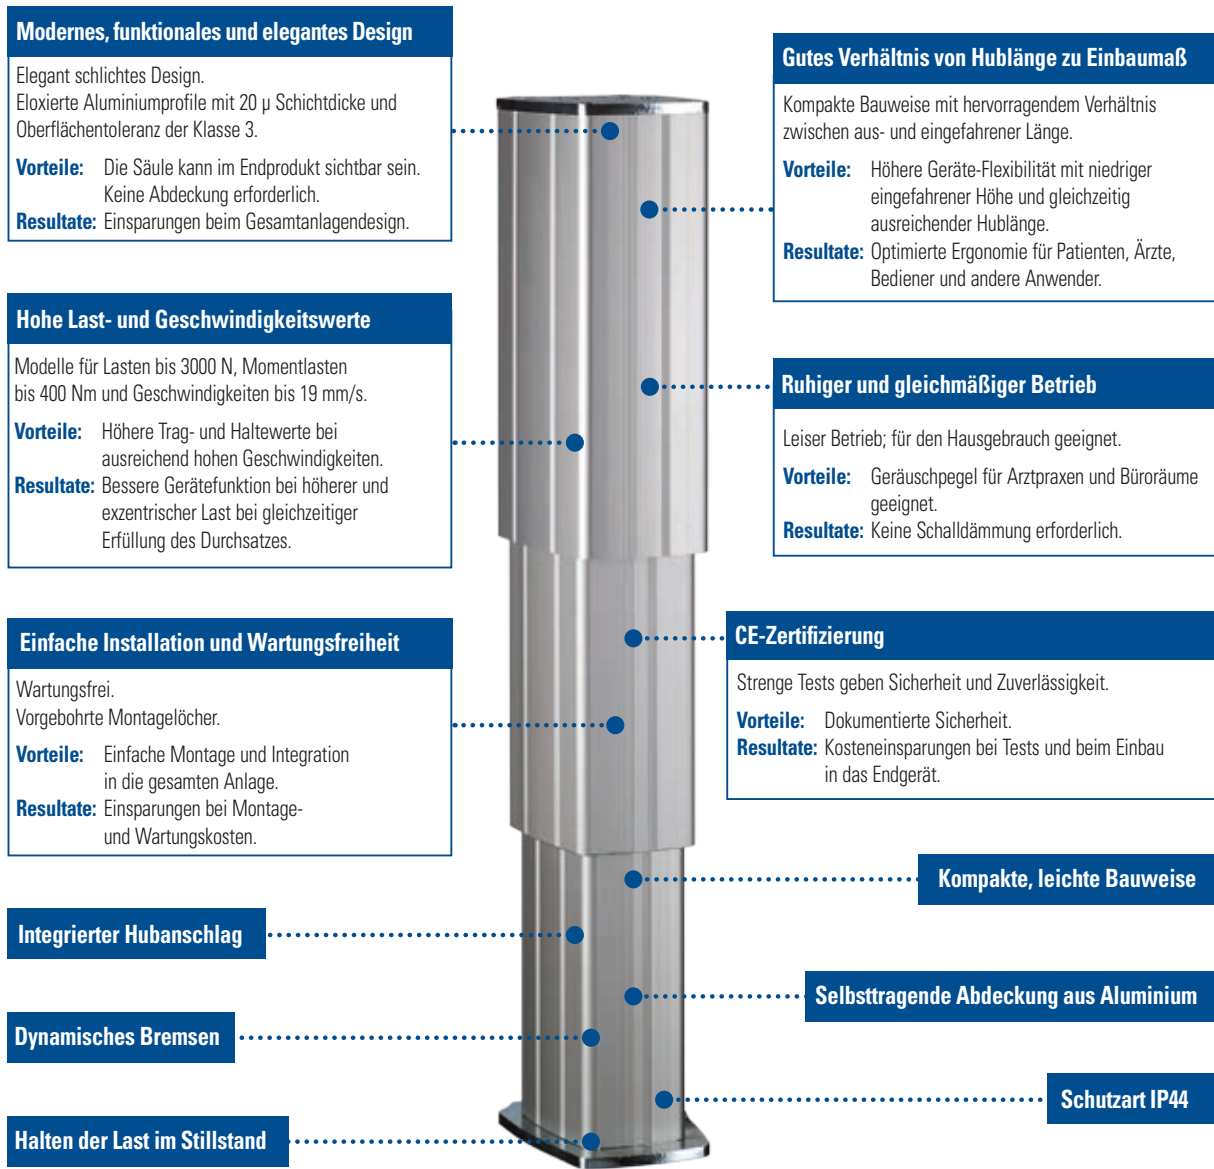 Modernes, funktionales und elegantes Design
Elegant schlichtes Design.
Eloxierte Aluminiumprofile mit 20 µ Schichtdicke und
Oberflächentoleranz der Klasse 3.
Vorteile: Die Säule kann im Endprodukt sichtbar sein.
Keine Abdeckung erforderlich.
Resultate: Einsparungen beim Gesamtanlagendesign.
Hohe Last- und Geschwindigkeitswerte
Modelle für Lasten bis 3000 N, Momentlasten
bis 400 Nm und Geschwindigkeiten bis 19 mm/s.
Vorteile: Höhere Trag- und Haltewerte bei
ausreichend hohen Geschwindigkeiten.
Resultate: Bessere Gerätefunktion bei höherer und
exzentrischer Last bei gleichzeitiger
Erfüllung des Durchsatzes.
Einfache Installation und Wartungsfreiheit
Wartungsfrei.
Vorgebohrte Montagelöcher.
Vorteile: Einfache Montage und Integration
in die gesamten Anlage.
Resultate: Einsparungen bei Montage-
und Wartungskosten.
Integrierter Hubanschlag
Dynamisches Bremsen
Halten der Last im Stillstand
Gutes Verhältnis von Hublänge zu Einbaumaß
Kompakte Bauweise mit hervorragendem Verhältnis
zwischen aus- und eingefahrener Länge.
Vorteile: Höhere Geräte-Flexibilität mit niedriger
eingefahrener Höhe und gleichzeitig
ausreichender Hublänge.
Resultate: Optimierte Ergonomie für Patienten, Ärzte,
Bediener und andere Anwender.
Ruhiger und gleichmäßiger Betrieb
Leiser Betrieb; für den Hausgebrauch geeignet.
Vorteile: Geräuschpegel für Arztpraxen und Büroräume
geeignet.
Resultate: Keine Schalldämmung erforderlich.
CE-Zertifizierung
Strenge Tests geben Sicherheit und Zuverlässigkeit.
Vorteile: Dokumentierte Sicherheit.
Resultate: Kosteneinsparungen bei Tests und beim Einbau
in das Endgerät.
Kompakte, leichte Bauweise
Selbsttragende Abdeckung aus Aluminium
Schutzart IP44